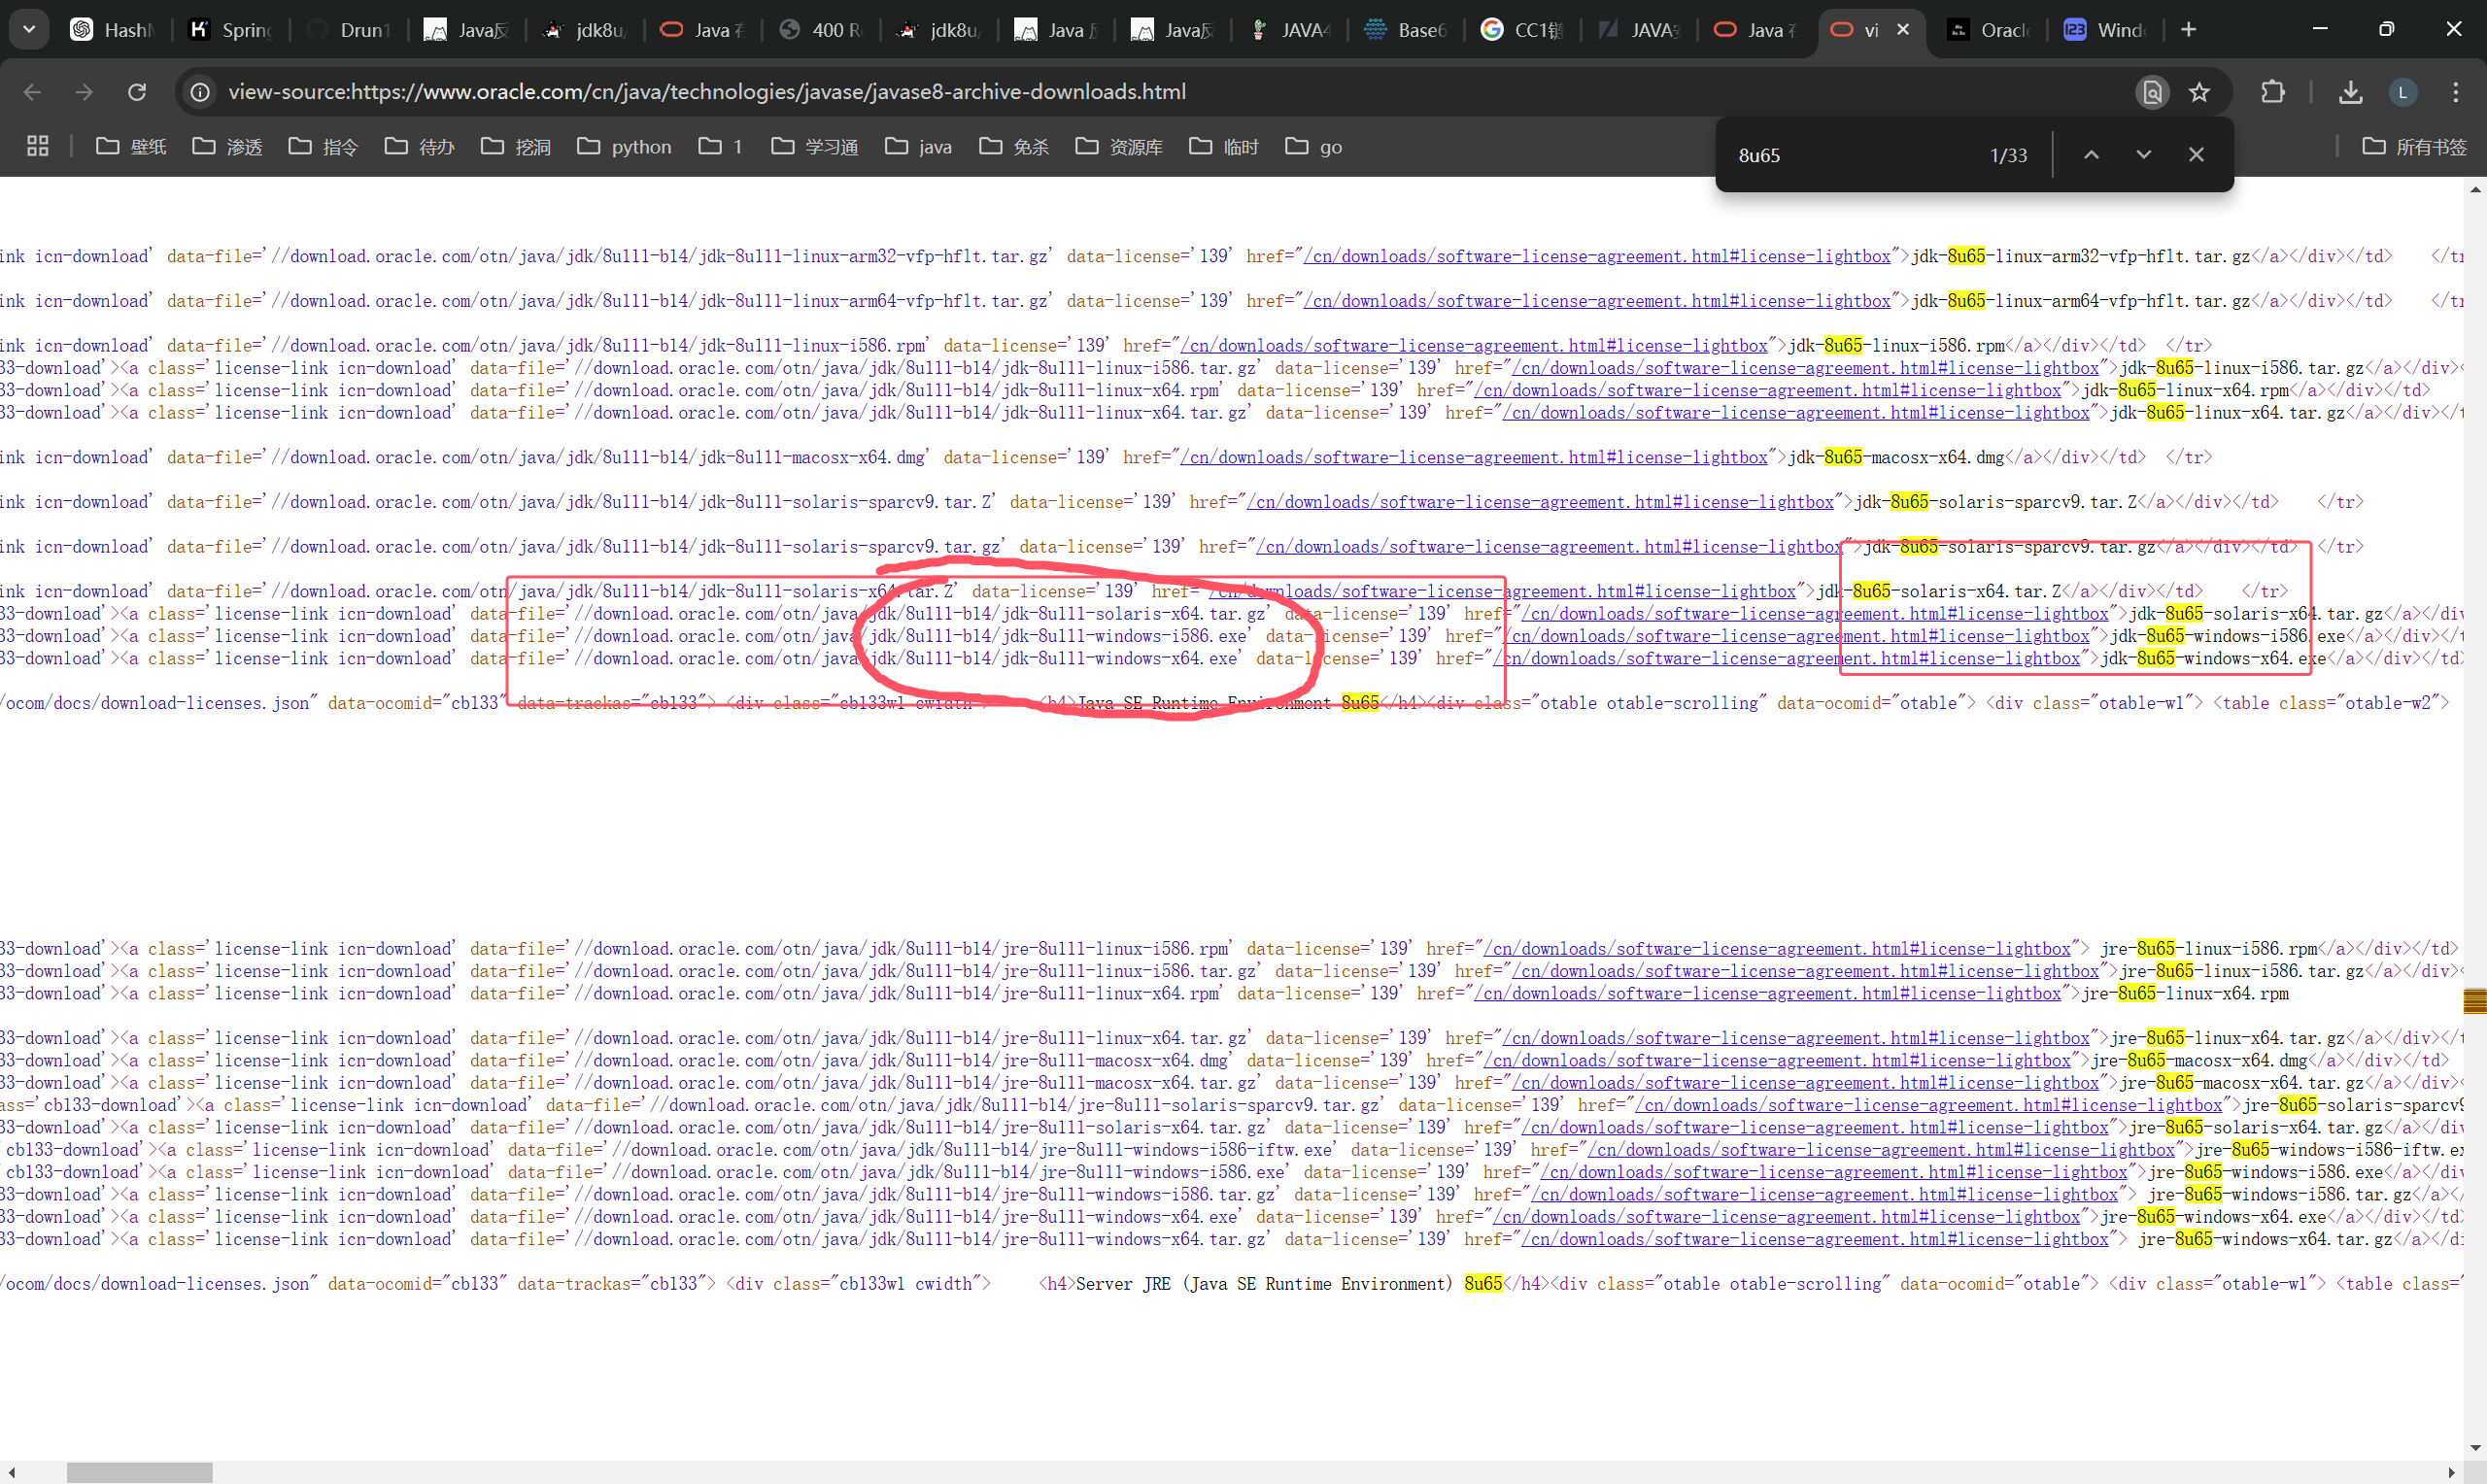 HashM
Spring
Drun1
Java反
jdk8u/
Java 存
400 Re
jdk8u/
Java 反
Java反
JAVA4
Base6
CC1链
JAVA安
Java 存
vi
Oracle
Windo
view-source:https://www.oracle.com/cn/java/technologies/javase/javase8-archive-downloads.html
L
壁纸
渗透
指令
待办
挖洞
python
1
学习通
java
免杀
资源库
临时
go
所有书签
8u65
1/33
ink icn-download' data-file='//download.oracle.com/otn/java/jdk/8u111-b14/jdk-8u111-linux-arm32-vfp-hflt.tar.gz' data-license='139' href="/cn/downloads/software-license-agreement.html#license-lightbox">jdk-8u65-linux-arm32-vfp-hflt.tar.gz</a></div></td> </tr
ink icn-download' data-file='//download.oracle.com/otn/java/jdk/8u111-b14/jdk-8u111-linux-arm64-vfp-hflt.tar.gz' data-license='139' href="/cn/downloads/software-license-agreement.html#license-lightbox">jdk-8u65-linux-arm64-vfp-hflt.tar.gz</a></div></td> </tr
ink icn-download' data-file='//download.oracle.com/otn/java/jdk/8u111-b14/jdk-8u111-linux-i586.rpm' data-license='139' href="/cn/downloads/software-license-agreement.html#license-lightbox">jdk-8u65-linux-i586.rpm</a></div></td> </tr>
33-download'><a class='license-link icn-download' data-file='//download.oracle.com/otn/java/jdk/8u111-b14/jdk-8u111-linux-i586.tar.gz' data-license='139' href="/cn/downloads/software-license-agreement.html#license-lightbox">jdk-8u65-linux-i586.tar.gz</a></div><
33-download'><a class='license-link icn-download' data-file='//download.oracle.com/otn/java/jdk/8u111-b14/jdk-8u111-linux-x64.rpm' data-license='139' href="/cn/downloads/software-license-agreement.html#license-lightbox">jdk-8u65-linux-x64.rpm</a></div></td>
33-download'><a class='license-link icn-download' data-file='//download.oracle.com/otn/java/jdk/8u111-b14/jdk-8u111-linux-x64.tar.gz' data-license='139' href="/cn/downloads/software-license-agreement.html#license-lightbox">jdk-8u65-linux-x64.tar.gz</a></div></t
ink icn-download' data-file='//download.oracle.com/otn/java/jdk/8u111-b14/jdk-8u111-macosx-x64.dmg' data-license='139' href="/cn/downloads/software-license-agreement.html#license-lightbox">jdk-8u65-macosx-x64.dmg</a></div></td> </tr>
ink icn-download' data-file='//download.oracle.com/otn/java/jdk/8u111-b14/jdk-8u111-solaris-sparcv9.tar.Z' data-license='139' href="/cn/downloads/software-license-agreement.html#license-lightbox">jdk-8u65-solaris-sparcv9.tar.Z</a></div></td> </tr>
ink icn-download' data-file='//download.oracle.com/otn/java/jdk/8u111-b14/jdk-8u111-solaris-sparcv9.tar.gz' data-license='139' href="/cn/downloads/software-license-agreement.html#license-lightbox">jdk-8u65-solaris-sparcv9.tar.gz</a></div></td> </tr>
ink icn-download' data-file='//download.oracle.com/otn/java/jdk/8u111-b14/jdk-8u111-solaris-x64.tar.Z' data-license='139' href="/cn/downloads/software-license-agreement.html#license-lightbox">jdk-8u65-solaris-x64.tar.Z</a></div></td> </tr>
33-download'><a class='license-link icn-download' data-file='//download.oracle.com/otn/java/jdk/8u111-b14/jdk-8u111-solaris-x64.tar.gz' data-license='139' href="/cn/downloads/software-license-agreement.html#license-lightbox">jdk-8u65-solaris-x64.tar.gz</a></div
33-download'><a class='license-link icn-download' data-file='//download.oracle.com/otn/java/jdk/8u111-b14/jdk-8u111-windows-i586.exe' data-license='139' href="/cn/downloads/software-license-agreement.html#license-lightbox">jdk-8u65-windows-i586.exe</a></div></t
33-download'><a class='license-link icn-download' data-file='//download.oracle.com/otn/java/jdk/8u111-b14/jdk-8u111-windows-x64.exe' data-license='139' href="/cn/downloads/software-license-agreement.html#license-lightbox">jdk-8u65-windows-x64.exe</a></div></td>
/ocom/docs/download-licenses.json" data-ocomid="cb133" data-trackas="cb133"> <div class="cb133w1 cwidth"> <h4>Java SE Runtime Environment 8u65</h4><div class="otable otable-scrolling" data-ocomid="otable"> <div class="otable-w1"> <table class="otable-w2">
33-download'><a class='license-link icn-download' data-file='//download.oracle.com/otn/java/jdk/8u111-b14/jre-8u111-linux-i586.rpm' data-license='139' href="/cn/downloads/software-license-agreement.html#license-lightbox"> jre-8u65-linux-i586.rpm</a></div></td>
33-download'><a class='license-link icn-download' data-file='//download.oracle.com/otn/java/jdk/8u111-b14/jre-8u111-linux-i586.tar.gz' data-license='139' href="/cn/downloads/software-license-agreement.html#license-lightbox">jre-8u65-linux-i586.tar.gz</a></div><
33-download'><a class='license-link icn-download' data-file='//download.oracle.com/otn/java/jdk/8u111-b14/jre-8u111-linux-x64.rpm' data-license='139' href="/cn/downloads/software-license-agreement.html#license-lightbox">jre-8u65-linux-x64.rpm
33-download'><a class='license-link icn-download' data-file='//download.oracle.com/otn/java/jdk/8u111-b14/jre-8u111-linux-x64.tar.gz' data-license='139' href="/cn/downloads/software-license-agreement.html#license-lightbox">jre-8u65-linux-x64.tar.gz</a></div></t
33-download'><a class='license-link icn-download' data-file='//download.oracle.com/otn/java/jdk/8u111-b14/jre-8u111-macosx-x64.dmg' data-license='139' href="/cn/downloads/software-license-agreement.html#license-lightbox">jre-8u65-macosx-x64.dmg</a></div></td>
33-download'><a class='license-link icn-download' data-file='//download.oracle.com/otn/java/jdk/8u111-b14/jre-8u111-macosx-x64.tar.gz' data-license='139' href="/cn/downloads/software-license-agreement.html#license-lightbox">jre-8u65-macosx-x64.tar.gz</a></div><
ass='cb133-download'><a class='license-link icn-download' data-file='//download.oracle.com/otn/java/jdk/8u111-b14/jre-8u111-solaris-sparcv9.tar.gz' data-license='139' href="/cn/downloads/software-license-agreement.html#license-lightbox">jre-8u65-solaris-sparcv9
33-download'><a class='license-link icn-download' data-file='//download.oracle.com/otn/java/jdk/8u111-b14/jre-8u111-solaris-x64.tar.gz' data-license='139' href="/cn/downloads/software-license-agreement.html#license-lightbox">jre-8u65-solaris-x64.tar.gz</a></div
'cb133-download'><a class='license-link icn-download' data-file='//download.oracle.com/otn/java/jdk/8u111-b14/jre-8u111-windows-i586-iftw.exe' data-license='139' href="/cn/downloads/software-license-agreement.html#license-lightbox">jre-8u65-windows-i586-iftw.ex
'cb133-download'><a class='license-link icn-download' data-file='//download.oracle.com/otn/java/jdk/8u111-b14/jre-8u111-windows-i586.exe' data-license='139' href="/cn/downloads/software-license-agreement.html#license-lightbox">jre-8u65-windows-i586.exe</a></div
33-download'><a class='license-link icn-download' data-file='//download.oracle.com/otn/java/jdk/8u111-b14/jre-8u111-windows-i586.tar.gz' data-license='139' href="/cn/downloads/software-license-agreement.html#license-lightbox"> jre-8u65-windows-i586.tar.gz</a></
33-download'><a class='license-link icn-download' data-file='//download.oracle.com/otn/java/jdk/8u111-b14/jre-8u111-windows-x64.exe' data-license='139' href="/cn/downloads/software-license-agreement.html#license-lightbox">jre-8u65-windows-x64.exe</a></div></td
33-download'><a class='license-link icn-download' data-file='//download.oracle.com/otn/java/jdk/8u111-b14/jre-8u111-windows-x64.tar.gz' data-license='139' href="/cn/downloads/software-license-agreement.html#license-lightbox"> jre-8u65-windows-x64.tar.gz</a></di
/ocom/docs/download-licenses.json" data-ocomid="cb133" data-trackas="cb133"> <div class="cb133w1 cwidth"> <h4>Server JRE (Java SE Runtime Environment) 8u65</h4><div class="otable otable-scrolling" data-ocomid="otable"> <div class="otable-w1"> <table class="